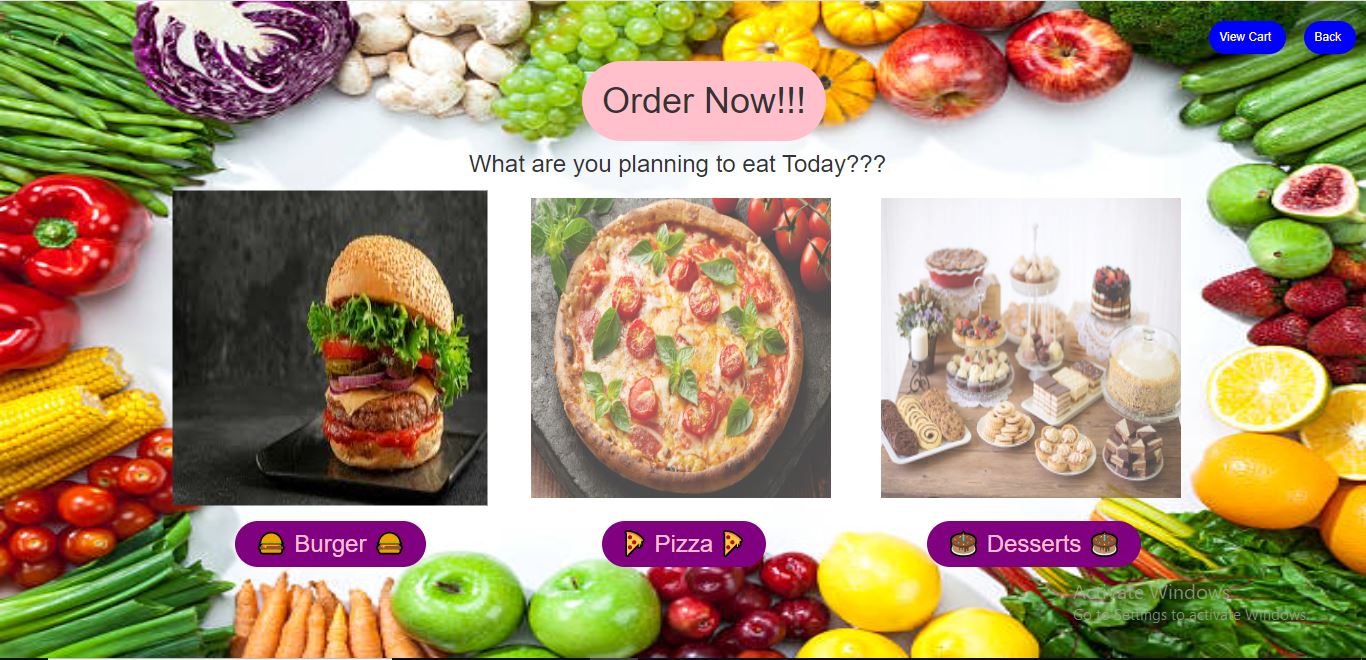 View Cart
Back
Order Now!!!
What are you planning to eat Today???
🍔 Burger 🍔
🍕 Pizza 🍕
🎂 Desserts 🎂
Activate Windows
Go to Settings to activate Windows.